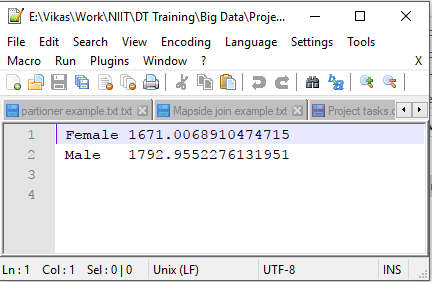 E:\Vikas\Work\NIIT\DT Training\Big Data\Proje...
File Edit Search View Encoding Language Settings Tools
Macro Run Plugins Window ? X
partioner example.txt.txt Mapside join example.txt Project tasks.
1 Female 1671.0068910474715
2 Male 1792.9552276131951
3
4
Ln : 1 Col : 1 Sel : 0 | 0 Unix (LF) UTF-8 INS